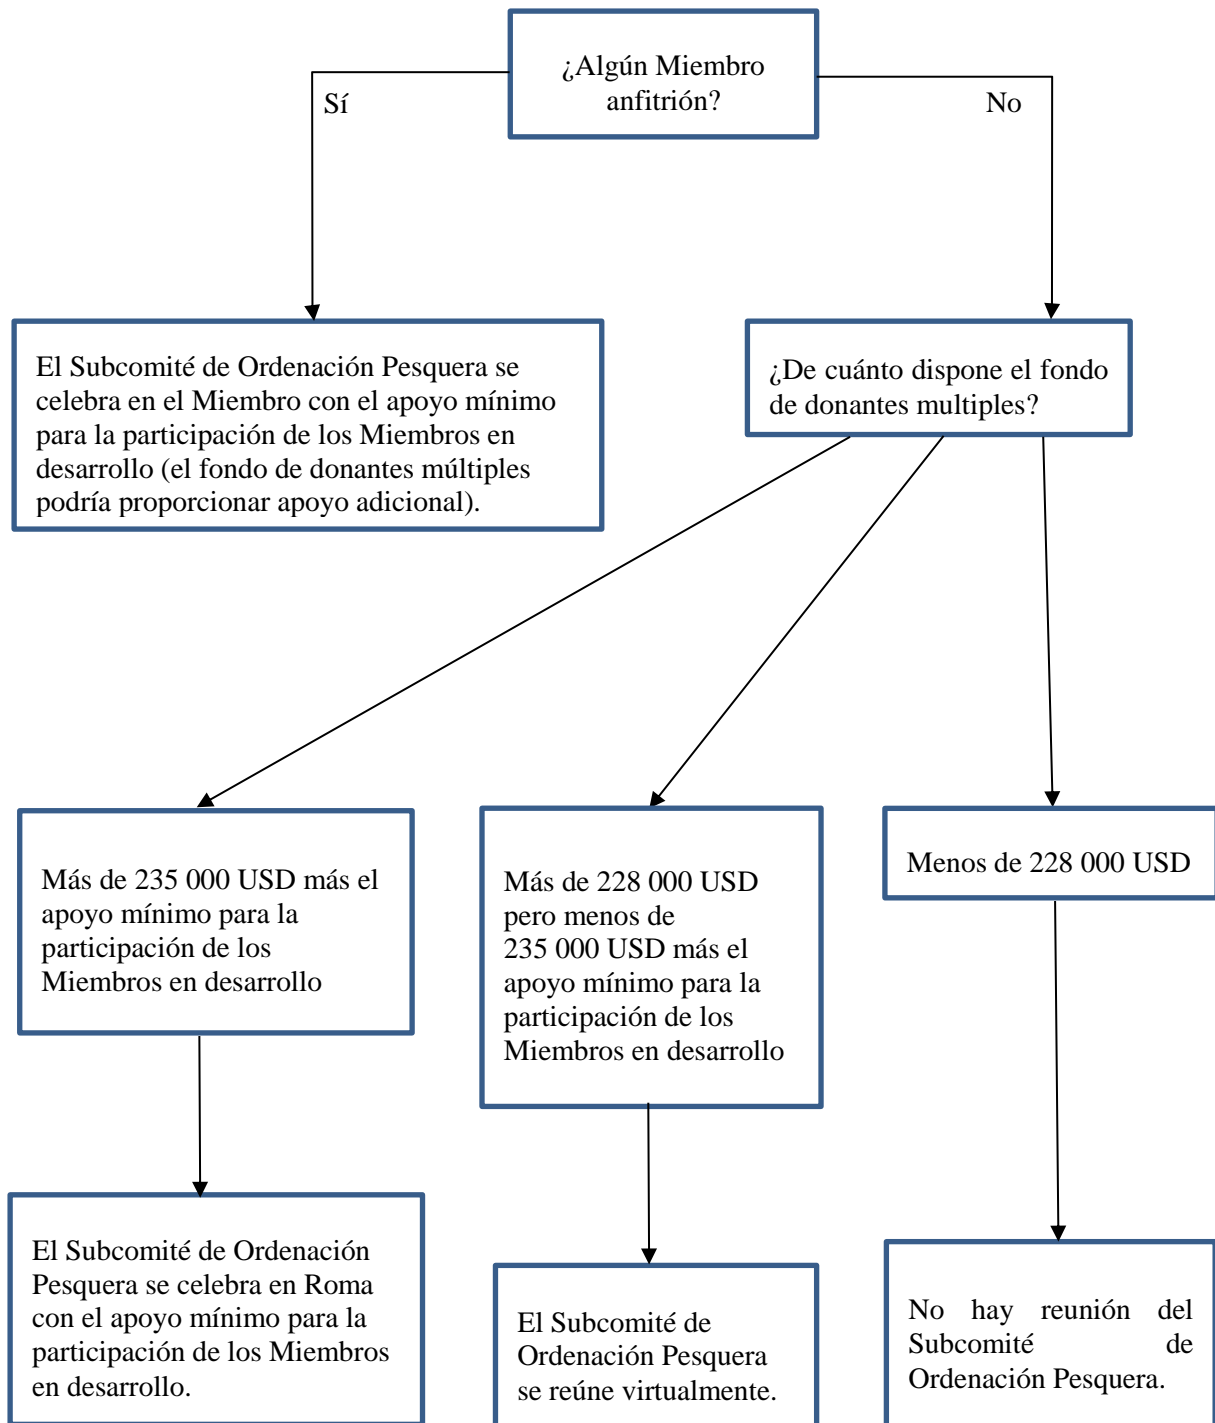 ¿Algún Miembro
anfitrión?
Sí
No
El Subcomité de Ordenación Pesquera se
celebra en el Miembro con el apoyo mínimo
para la participación de los Miembros en
desarrollo (el fondo de donantes múltiples
podría proporcionar apoyo adicional).
¿De cuánto dispone el fondo
de donantes multiples?
Más de 235 000 USD más el
apoyo mínimo para la
participación de los
Miembros en desarrollo
Más de 228 000 USD
pero menos de
235 000 USD más el
apoyo mínimo para la
participación de los
Miembros en desarrollo
Menos de 228 000 USD
El Subcomité de Ordenación
Pesquera se celebra en Roma
con el apoyo mínimo para la
participación de los Miembros
en desarrollo.
El Subcomité de
Ordenación Pesquera
se reúne virtualmente.
No hay reunión del
Subcomité de
Ordenación Pesquera.